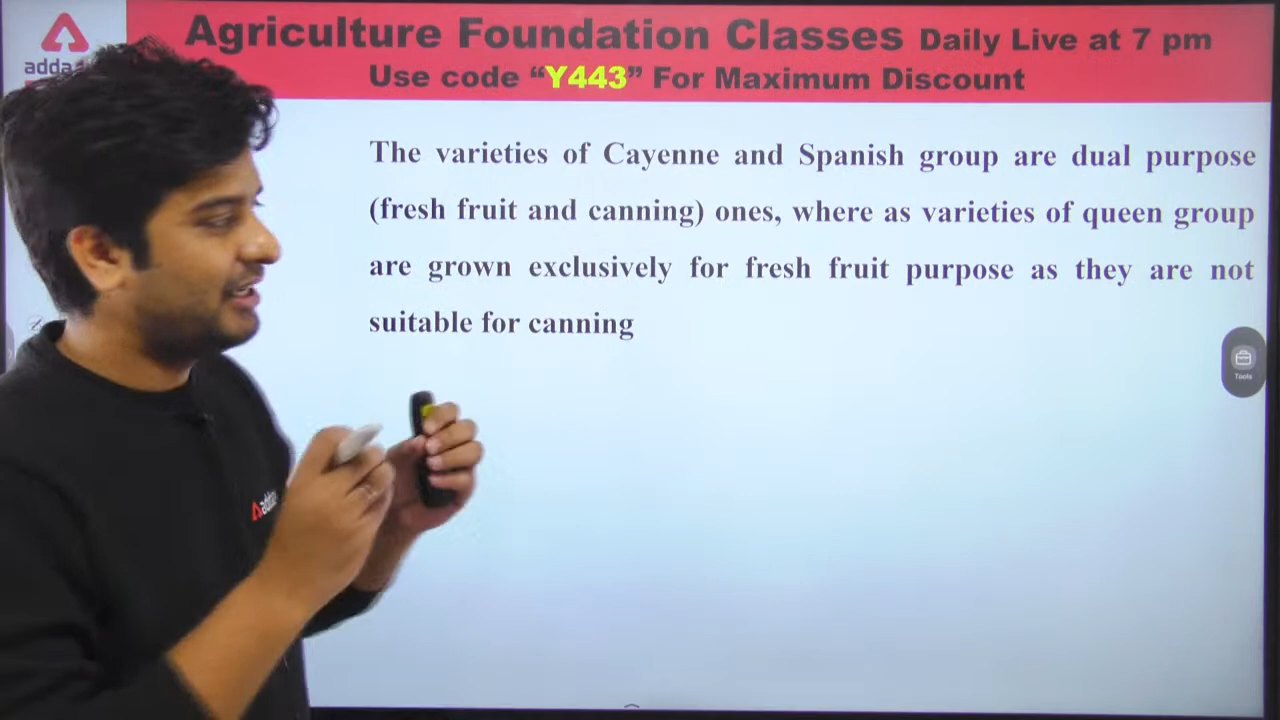 Agriculture Foundation Classes Daily Live at 7 pm
adda
Use code “Y443” For Maximum Discount
The varieties of Cayenne and Spanish group are dual purpose
(fresh fruit and canning) ones, where as varieties of queen group
are grown exclusively for fresh fruit purpose as they are not
suitable for canning
Tools